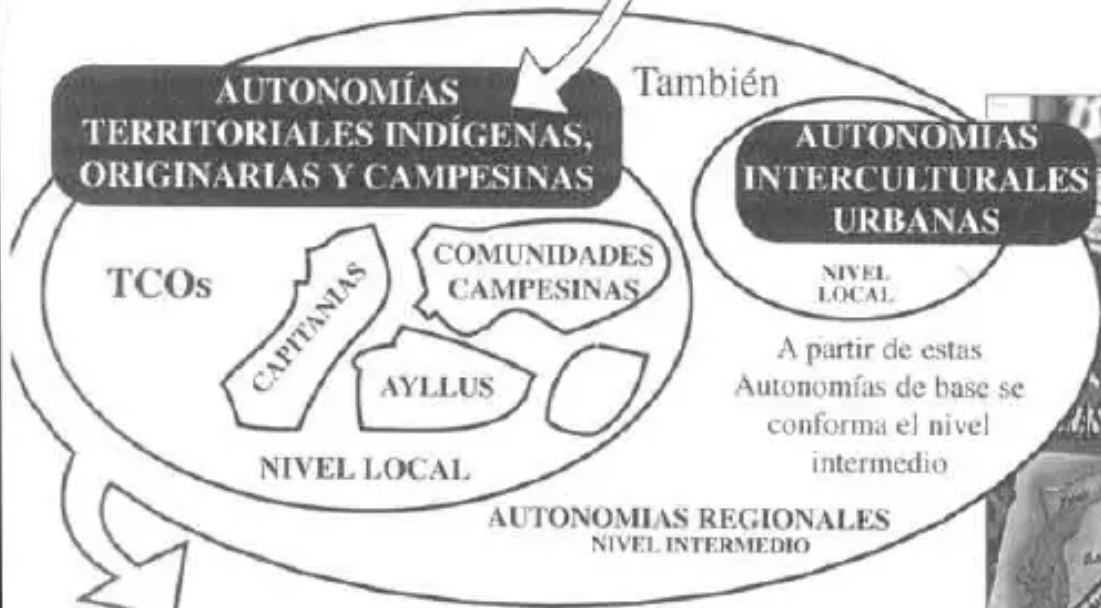 AUTONOMÍAS
TERRITORIALES INDÍGENAS,
ORIGINARIAS Y CAMPESINAS
También
AUTONOMIAS
INTERCULTURALES
URBANAS
TCOs
CAPITANIAS
COMUNIDADES
CAMPESINAS
AYLLUS
NIVEL LOCAL
NIVEL
LOCAL
A partir de estas
Autonomías de base se
conforma el nivel
intermedio
AUTONOMIAS REGIONALES
NIVEL INTERMEDIO